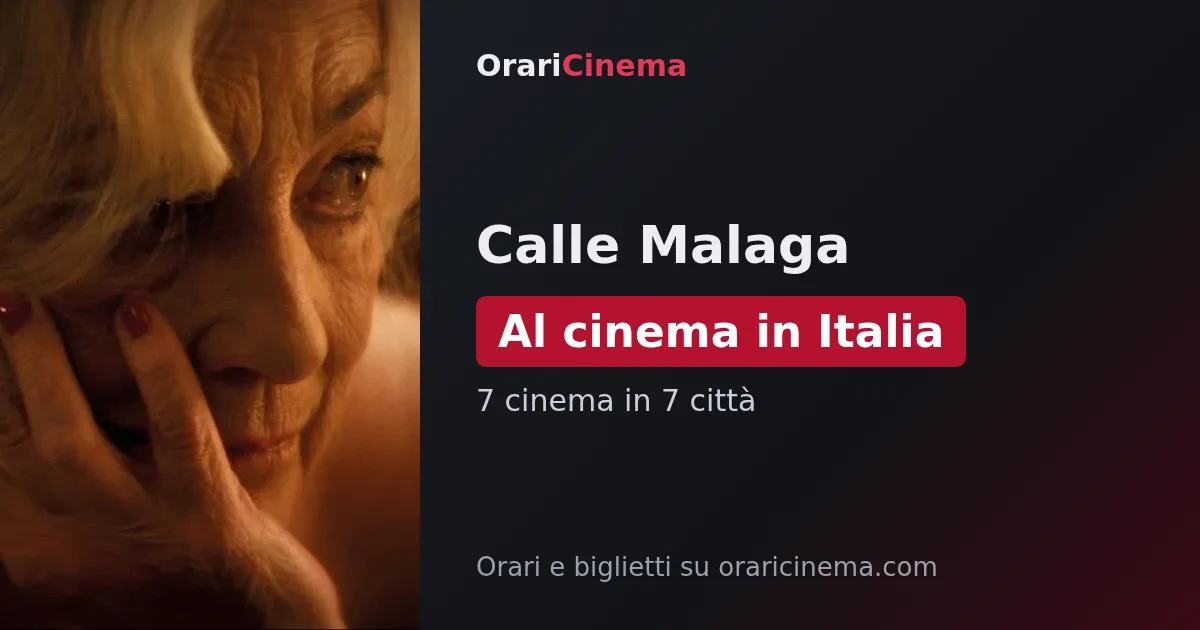 OrariCinema
Calle Malaga
Al cinema in Italia
7 cinema in 7 città
Orari e biglietti su oraricinema.com